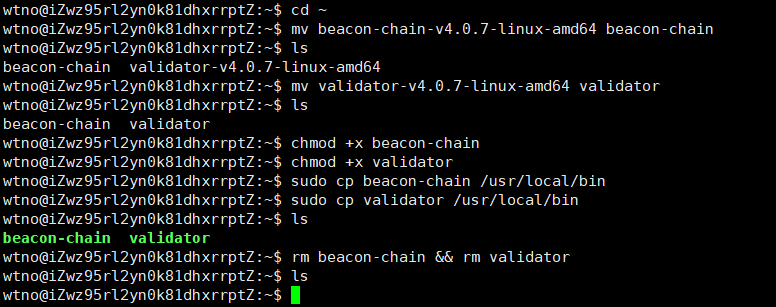 wtno@iZwz95rl2yn0k81dhxrrptZ:~$ cd ~
wtno@iZwz95rl2yn0k81dhxrrptZ:~$ mv beacon-chain-v4.0.7-linux-amd64 beacon-chain
wtno@iZwz95rl2yn0k81dhxrrptZ:~$ ls
beacon-chain  validator-v4.0.7-linux-amd64
wtno@iZwz95rl2yn0k81dhxrrptZ:~$ mv validator-v4.0.7-linux-amd64 validator
wtno@iZwz95rl2yn0k81dhxrrptZ:~$ ls
beacon-chain  validator
wtno@iZwz95rl2yn0k81dhxrrptZ:~$ chmod +x beacon-chain
wtno@iZwz95rl2yn0k81dhxrrptZ:~$ chmod +x validator
wtno@iZwz95rl2yn0k81dhxrrptZ:~$ sudo cp beacon-chain /usr/local/bin
wtno@iZwz95rl2yn0k81dhxrrptZ:~$ sudo cp validator /usr/local/bin
wtno@iZwz95rl2yn0k81dhxrrptZ:~$ ls
beacon-chain  validator
wtno@iZwz95rl2yn0k81dhxrrptZ:~$ rm beacon-chain && rm validator
wtno@iZwz95rl2yn0k81dhxrrptZ:~$ ls
wtno@iZwz95rl2yn0k81dhxrrptZ:~$